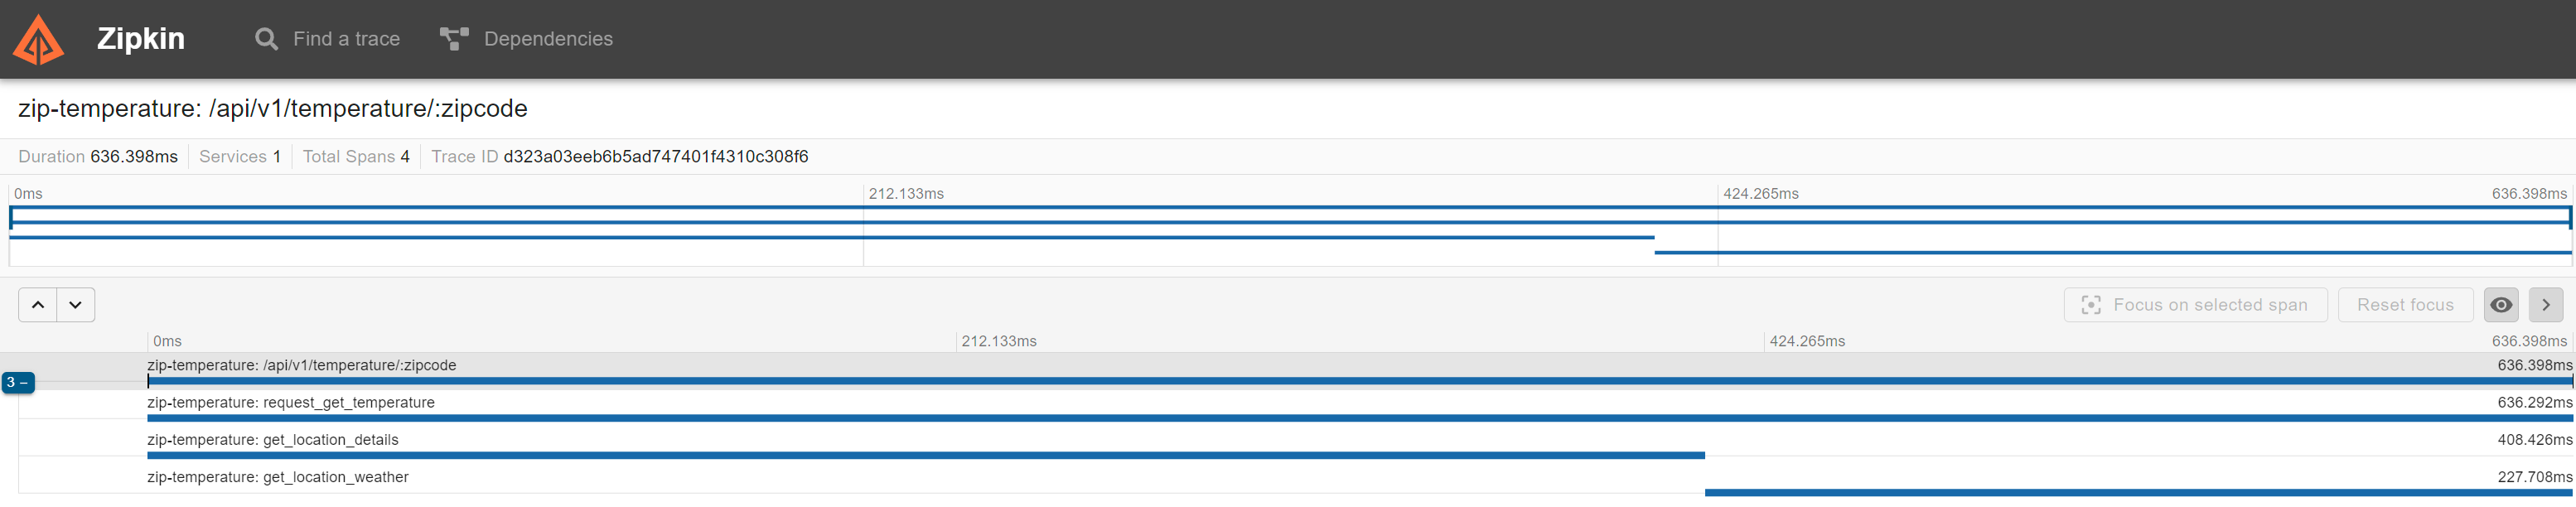 Zipkin Find a trace Dependencies
zip-temperature: /api/v1/temperature/:zipcode
Duration 636.398ms Services 1 Total Spans 4 Trace ID d323a03eeb6b5ad747401f4310c308f6
0ms 212.133ms 424.265ms 636.398ms
Focus on selected span Reset focus
0ms 212.133ms 424.265ms 636.398ms
zip-temperature: /api/v1/temperature/:zipcode 636.398ms
3 –
zip-temperature: request_get_temperature 636.292ms
zip-temperature: get_location_details 408.426ms
zip-temperature: get_location_weather 227.708ms